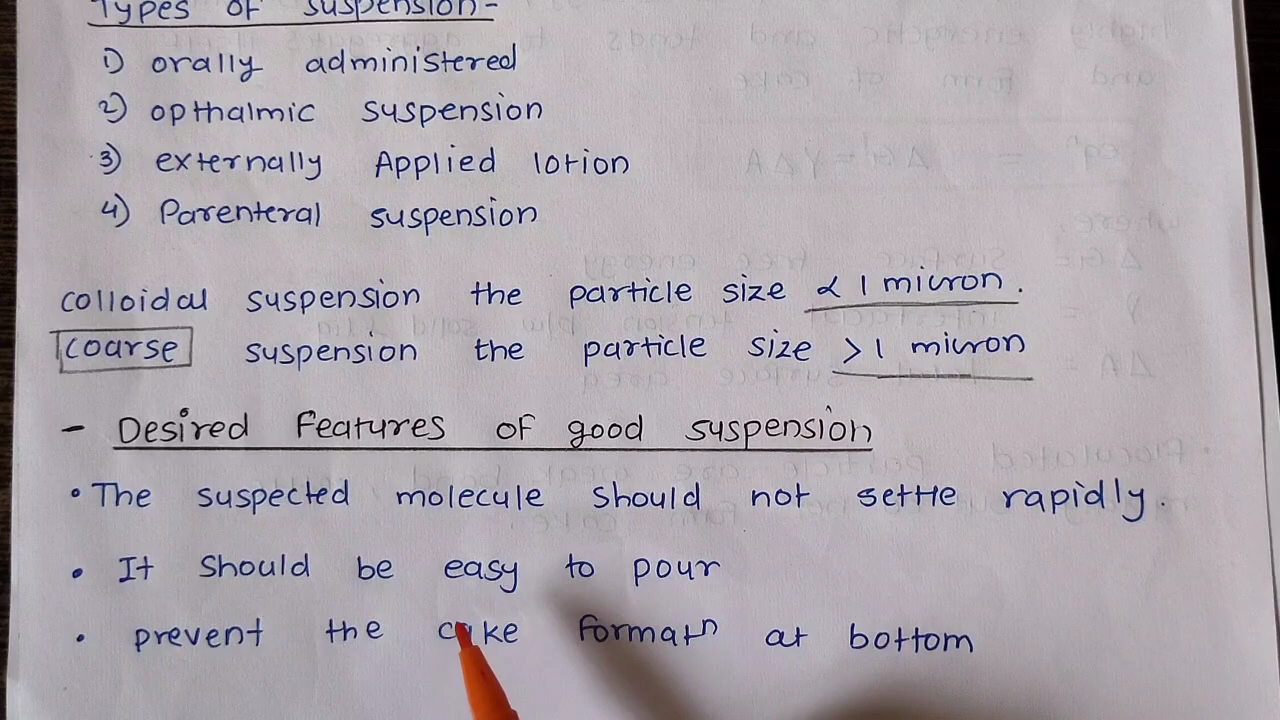 Types of suspension-
1) orally administered
2) opthalmic suspension
3) externally Applied lotion
4) Parenteral suspension
colloidal suspension the particle size < 1 micron.
coarse suspension the particle size > 1 micron
- Desired Features of good suspension
• The suspected molecule should not settle rapidly.
• It should be easy to pour
• prevent the cake formatn at bottom